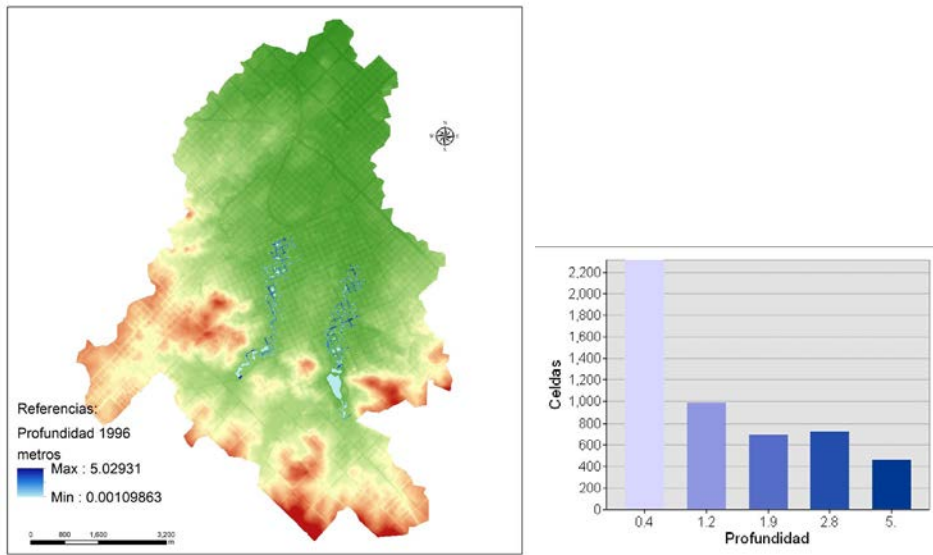 Referencias:
Profundidad 1996
metros
Max : 5.02931
Min : 0.00109863
0 800 1,600 3,200
m
Celdas
2,200
2,000
1,800
1,600
1,400
1,200
1,000
800
600
400
200
0
0.4 1.2 1.9 2.8 5.
Profundidad